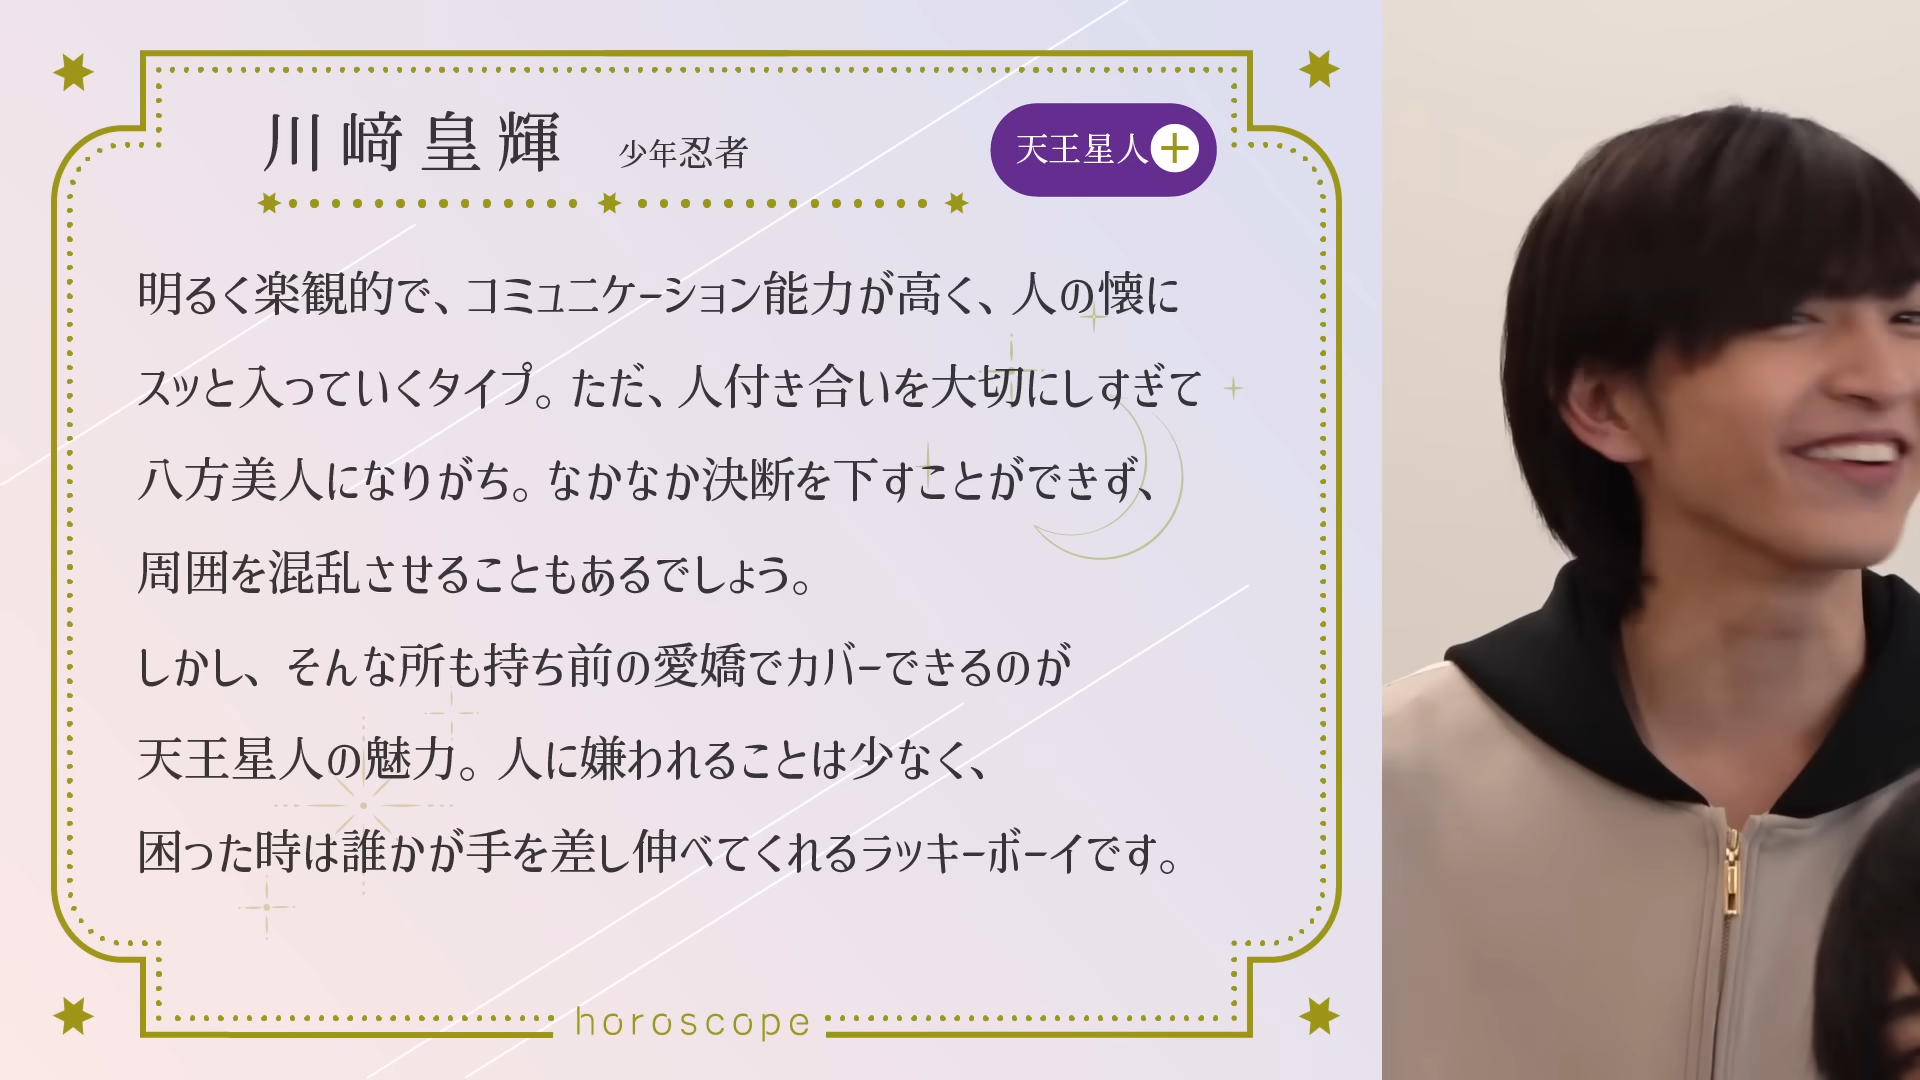 川﨑皇輝 少年忍者
天王星人＋
明るく楽観的で、コミュニケーション能力が高く、人の懐に
スッと入っていくタイプ。ただ、人付き合いを大切にしすぎて
八方美人になりがち。なかなか決断を下すことができず、
周囲を混乱させることもあるでしょう。
しかし、そんな所も持ち前の愛嬌でカバーできるのが
天王星人の魅力。人に嫌われることは少なく、
困った時は誰かが手を差し伸べてくれるラッキーボーイです。
horoscope